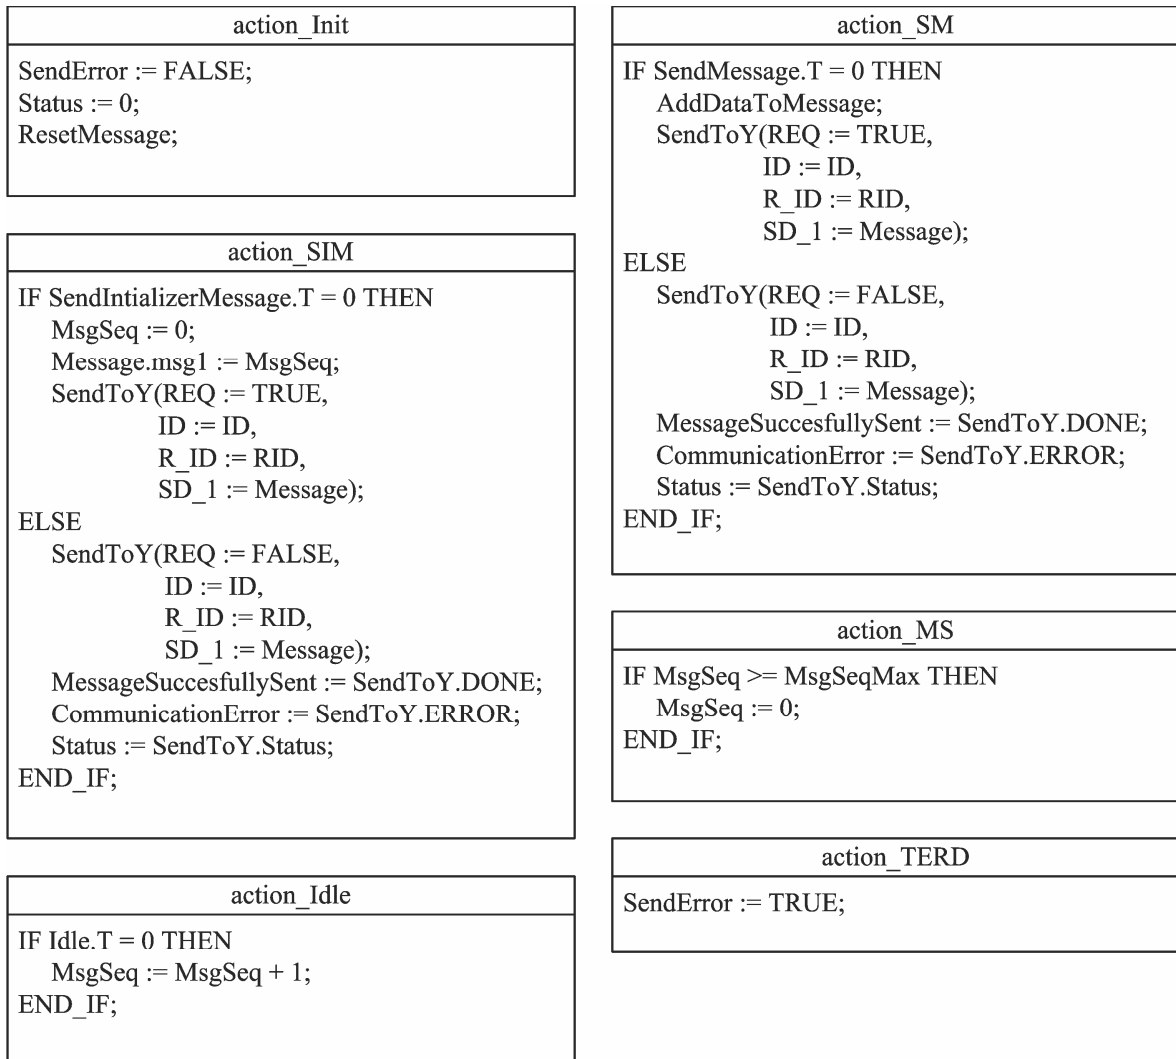 action_Init
SendError := FALSE;
Status := 0;
ResetMessage;
action_SIM
IF SendIntializerMessage.T = 0 THEN
MsgSeq := 0;
Message.msg1 := MsgSeq;
SendToY(REQ := TRUE,
ID := ID,
R_ID := RID,
SD_1 := Message);
ELSE
SendToY(REQ := FALSE,
ID := ID,
R_ID := RID,
SD_1 := Message);
MessageSuccesfullySent := SendToY.DONE;
CommunicationError := SendToY.ERROR;
Status := SendToY.Status;
END_IF;
action_Idle
IF Idle.T = 0 THEN
MsgSeq := MsgSeq + 1;
END_IF;
action_SM
IF SendMessage.T = 0 THEN
AddDataToMessage;
SendToY(REQ := TRUE,
ID := ID,
R_ID := RID,
SD_1 := Message);
ELSE
SendToY(REQ := FALSE,
ID := ID,
R_ID := RID,
SD_1 := Message);
MessageSuccesfullySent := SendToY.DONE;
CommunicationError := SendToY.ERROR;
Status := SendToY.Status;
END_IF;
action_MS
IF MsgSeq >= MsgSeqMax THEN
MsgSeq := 0;
END_IF;
action_TERD
SendError := TRUE;